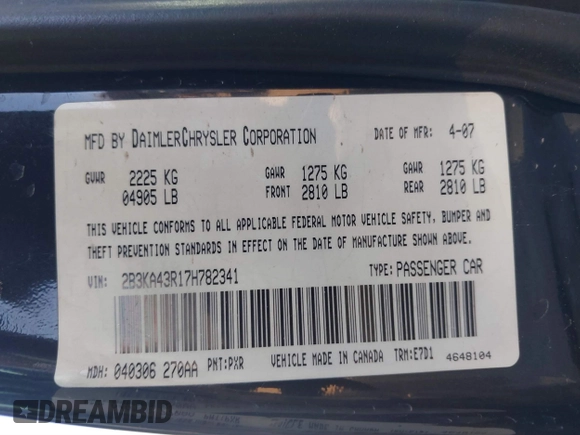 MFD BY DAIMLERCHRYSLER CORPORATION DATE OF MFR: 4-07
GVWR 2225 KG GAWR 1275 KG GAWR 1275 KG
04905 LB FRONT 2810 LB REAR 2810 LB
THIS VEHICLE CONFORMS TO ALL APPLICABLE FEDERAL MOTOR VEHICLE SAFETY, BUMPER AND
THEFT PREVENTION STANDARDS IN EFFECT ON THE DATE OF MANUFACTURE SHOWN ABOVE.
VIN: 2B3KA43R17H782341 TYPE: PASSENGER CAR
MDH: 040306 270AA PNT:PXR VEHICLE MADE IN CANADA TRM:E7D1 4648104
DREAMBID